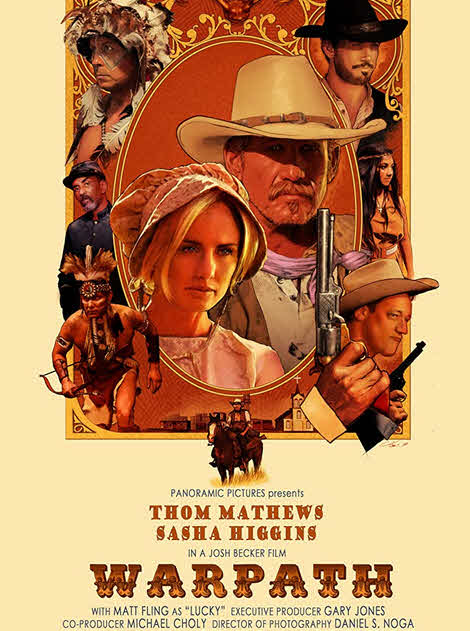 PANORAMIC PICTURES presents
THOM MATHEWS
SASHA HIGGINS
IN A JOSH BECKER FILM
WARPATH
WITH MATT FLING AS "LUCKY" EXECUTIVE PRODUCER GARY JONES
CO-PRODUCER MICHAEL CHOLY DIRECTOR OF PHOTOGRAPHY DANIEL S. NOGA